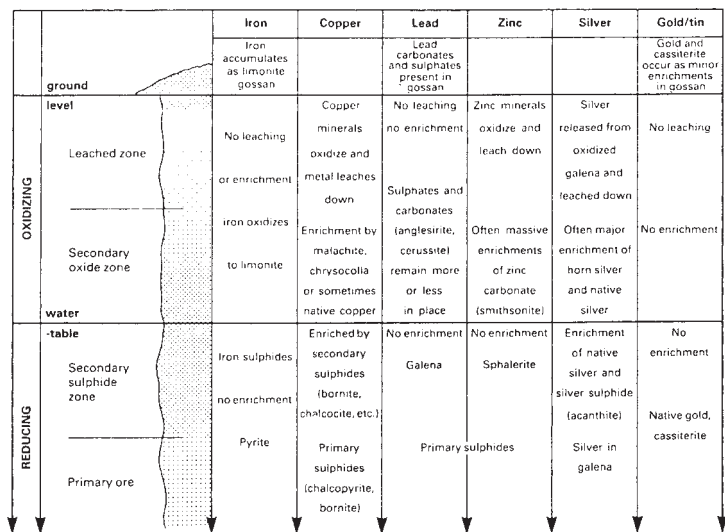 Iron
Copper
Lead
Zinc
Silver
Gold/tin
ground
Iron
accumulates
as limonite
gossan
Lead
carbonates
and sulphates
present in
gossan
Gold and
cassiterite
occur as minor
enrichments
in gossan
OXIDIZING
level
Leached zone
Secondary
oxide zone
water
No leaching
or enrichment
iron oxidizes
to limonite
Copper
minerals
oxidize and
metal leaches
down
Enrichment by
malachite,
chrysocolla
or sometimes
native copper
No leaching
no enrichment
Sulphates and
carbonates
(anglesirite,
cerussite)
remain more
or less
in place
Zinc minerals
oxidize and
leach down
Often massive
enrichments
of zinc
carbonate
(smithsonite)
Silver
released from
oxidized
galena and
leached down
Often major
enrichment of
horn silver
and native
silver
No leaching
No enrichment
REDUCING
-table
Secondary
sulphide
zone
Primary ore
Iron sulphides
no enrichment
Pyrite
Enriched by
secondary
sulphides
(bornite,
chalcocite, etc.)
Primary
sulphides
(chalcopyrite,
bornite)
No enrichment
Galena
No enrichment
Sphalerite
Primary sulphides
Enrichment
of native
silver and
silver sulphide
(acanthite)
Silver in
galena
No
enrichment
Native gold,
cassiterite